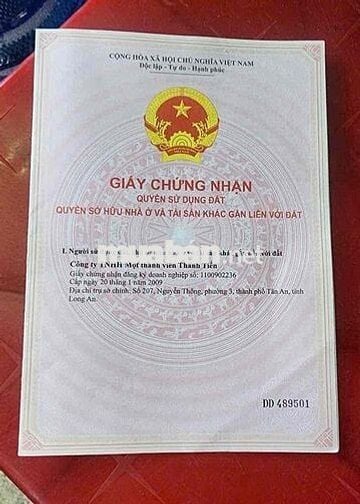 CỘNG HÒA XÃ HỘI CHỦ NGHĨA VIỆT NAM
Độc lập - Tự do - Hạnh phúc
GIẤY CHỨNG NHẬN
QUYỀN SỬ DỤNG ĐẤT
QUYỀN SỞ HỮU NHÀ Ở VÀ TÀI SẢN KHÁC GẮN LIỀN VỚI ĐẤT
I. Người sử với đất
Công ty TNHH Một thành viên Thanh Tiến
Giấy chứng nhận đăng ký doanh nghiệp số: 1100902236
Cấp ngày 20 tháng 1 năm 2009
Địa chỉ trụ sở chính: Số 207, Nguyễn Thông, phường 3, thành phố Tân An, tỉnh
Long An.
DD 489501